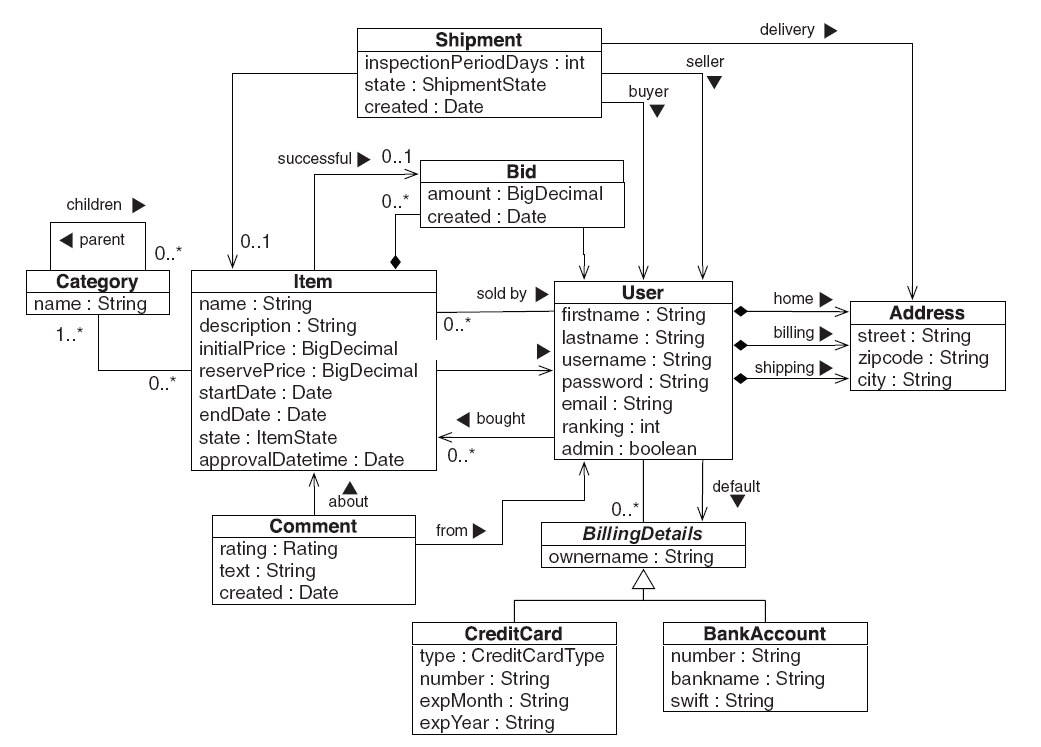 delivery
Shipment
inspectionPeriodDays : int
state : ShipmentState
created : Date
seller
buyer
successful
0..1
Bid
amount : BigDecimal
created : Date
0..*
children
parent
0..*
0..1
Category
name : String
1..*
0..*
Item
name : String
description : String
initialPrice : BigDecimal
reservePrice : BigDecimal
startDate : Date
endDate : Date
state : ItemState
approvalDatetime : Date
sold by
0..*
bought
0..*
User
firstname : String
lastname : String
username : String
password : String
email : String
ranking : int
admin : boolean
home
billing
shipping
Address
street : String
zipcode : String
city : String
about
Comment
rating : Rating
text : String
created : Date
from
0..*
default
BillingDetails
ownername : String
CreditCard
type : CreditCardType
number : String
expMonth : String
expYear : String
BankAccount
number : String
bankname : String
swift : String